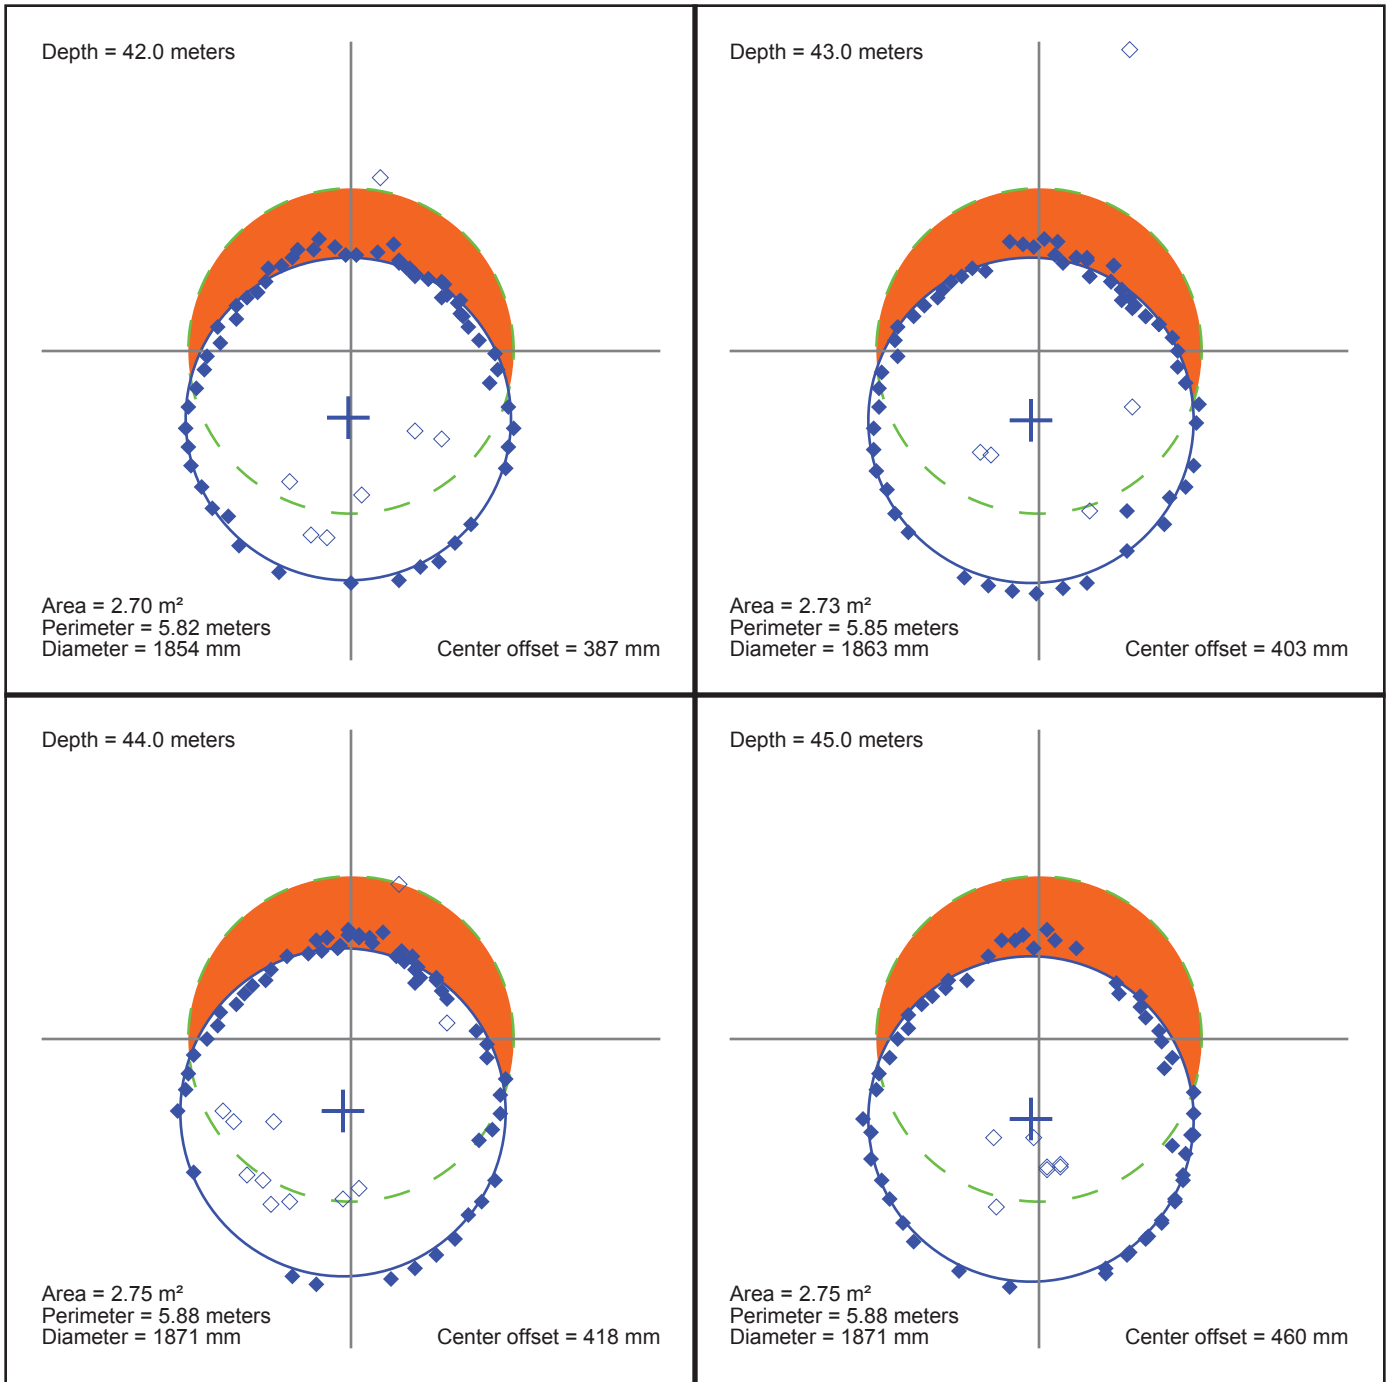 Depth = 42.0 meters
Area = 2.70 m²
Perimeter = 5.82 meters
Diameter = 1854 mm
Center offset = 387 mm
Depth = 43.0 meters
Area = 2.73 m²
Perimeter = 5.85 meters
Diameter = 1863 mm
Center offset = 403 mm
Depth = 44.0 meters
Area = 2.75 m²
Perimeter = 5.88 meters
Diameter = 1871 mm
Center offset = 418 mm
Depth = 45.0 meters
Area = 2.75 m²
Perimeter = 5.88 meters
Diameter = 1871 mm
Center offset = 460 mm